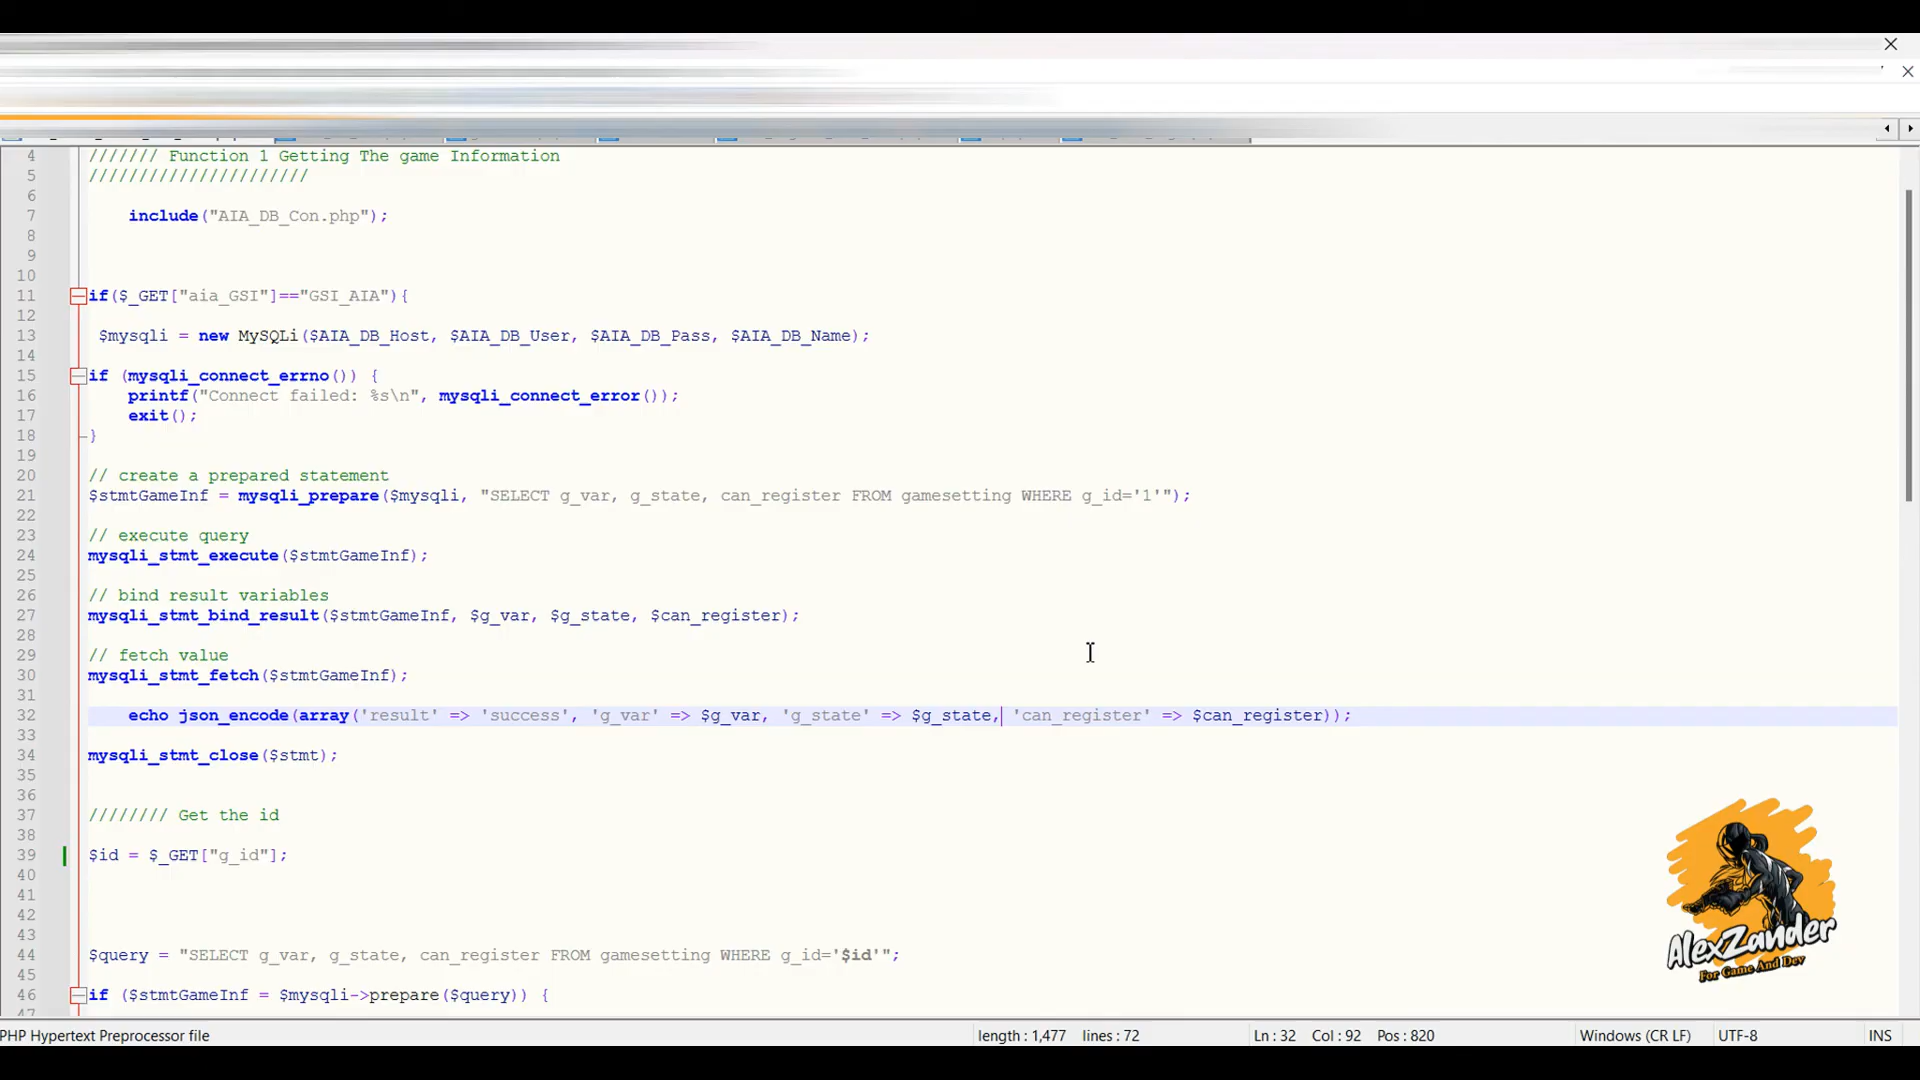 4 /////// Function 1 Getting The game Information
5 //////////////////////
6
7 include("AIA_DB_Con.php");
8
9
10
11 if($_GET["aia_GSI"]=="GSI_AIA"){
12
13 $mysqli = new MySQLi($AIA_DB_Host, $AIA_DB_User, $AIA_DB_Pass, $AIA_DB_Name);
14
15 if (mysqli_connect_errno()) {
16 printf("Connect failed: %s\n", mysqli_connect_error());
17 exit();
18 }
19
20 // create a prepared statement
21 $stmtGameInf = mysqli_prepare($mysqli, "SELECT g_var, g_state, can_register FROM gamesetting WHERE g_id='1'");
22
23 // execute query
24 mysqli_stmt_execute($stmtGameInf);
25
26 // bind result variables
27 mysqli_stmt_bind_result($stmtGameInf, $g_var, $g_state, $can_register);
28
29 // fetch value
30 mysqli_stmt_fetch($stmtGameInf);
31
32 echo json_encode(array('result' => 'success', 'g_var' => $g_var, 'g_state' => $g_state, 'can_register' => $can_register));
33
34 mysqli_stmt_close($stmt);
35
36
37 //////// Get the id
38
39 $id = $_GET["g_id"];
40
41
42
43
44 $query = "SELECT g_var, g_state, can_register FROM gamesetting WHERE g_id='$id'";
45
46 if ($stmtGameInf = $mysqli->prepare($query)) {
47
AlexZander
For Game And Dev
PHP Hypertext Preprocessor file length : 1,477 lines : 72 Ln : 32 Col : 92 Pos : 820 Windows (CR LF) UTF-8 INS